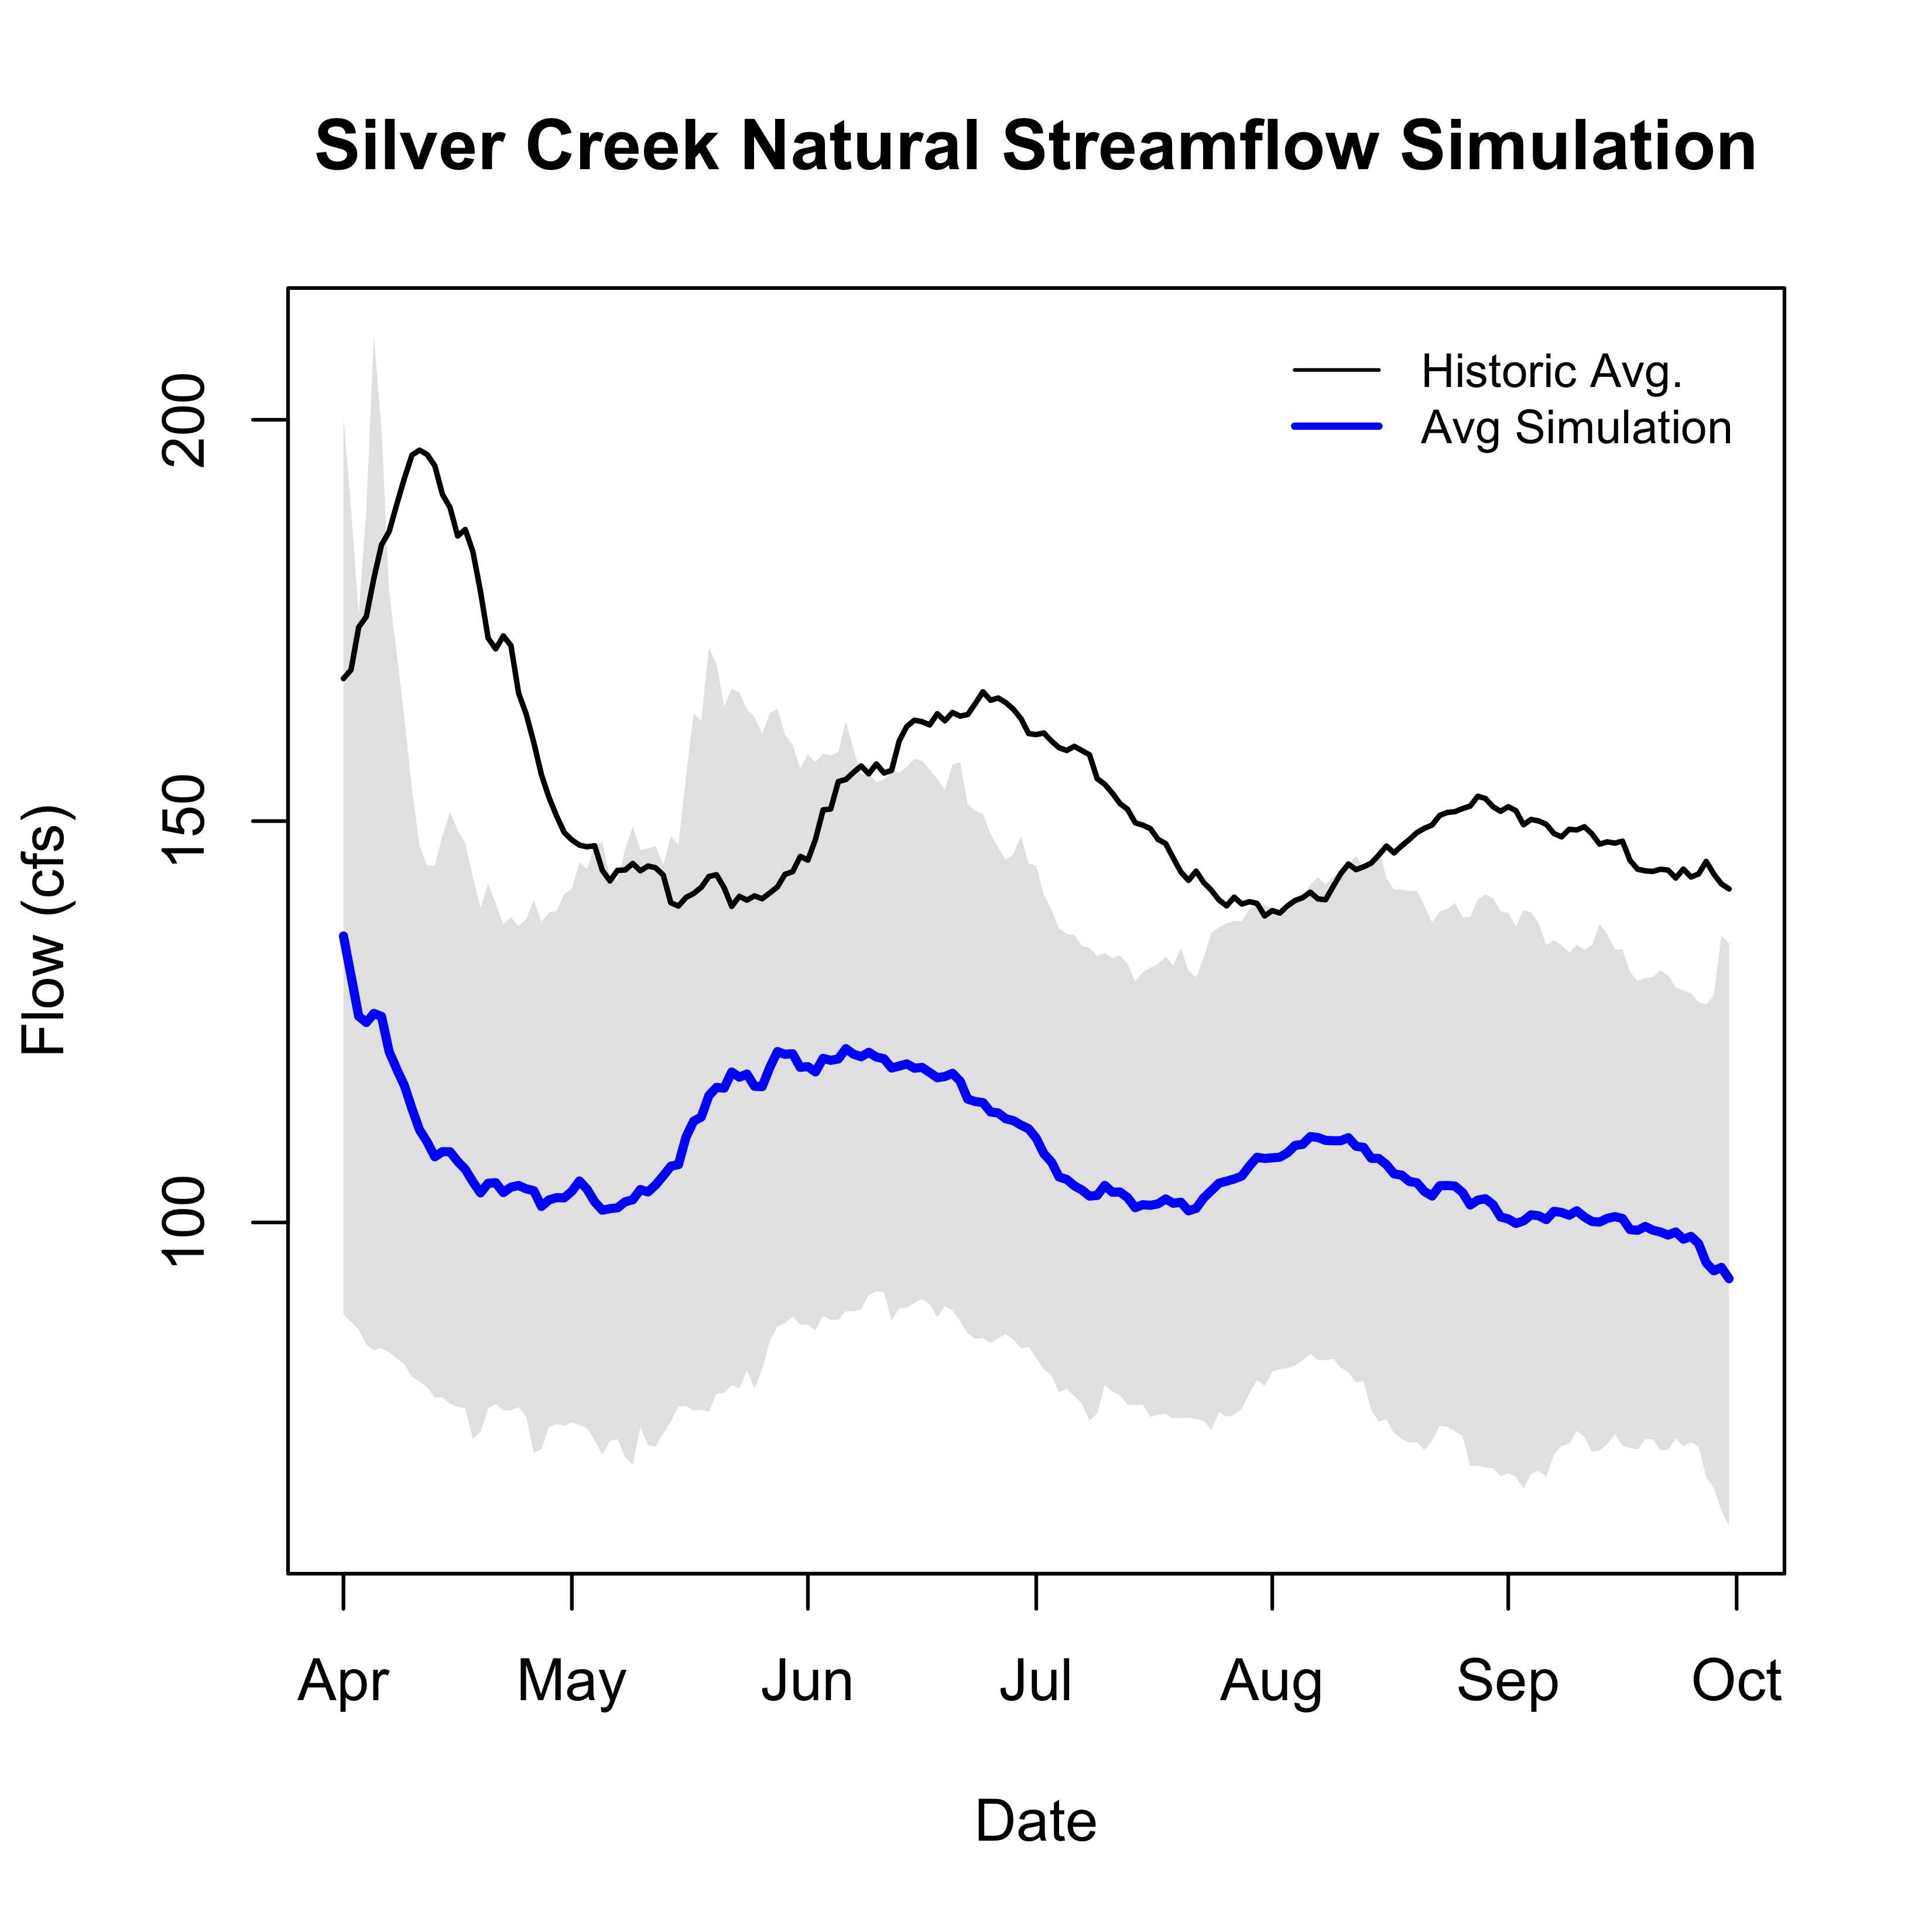 Silver Creek Natural Streamflow Simulation
Historic Avg.
Avg Simulation
200
150
100
Flow (cfs)
Apr May Jun Jul Aug Sep Oct
Date